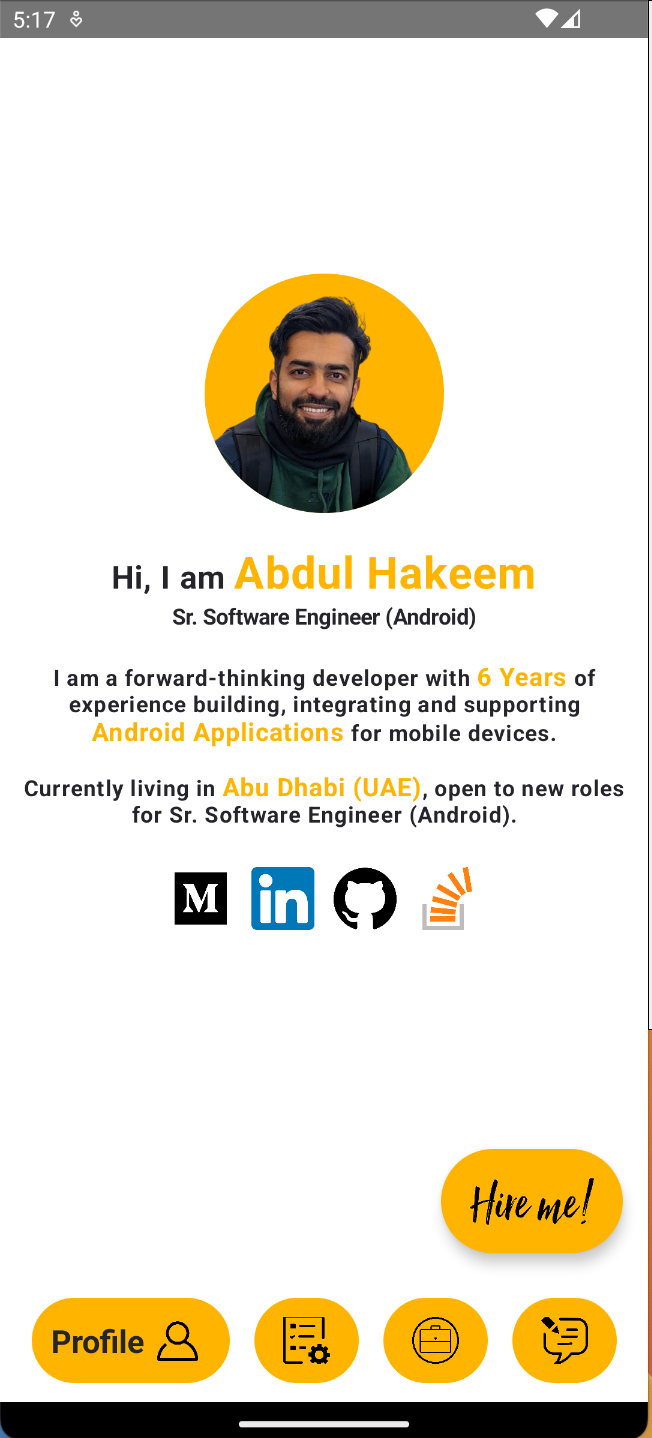 5:17
Hi, I am Abdul Hakeem
Sr. Software Engineer (Android)
I am a forward-thinking developer with 6 Years of
experience building, integrating and supporting
Android Applications for mobile devices.
Currently living in Abu Dhabi (UAE), open to new roles
for Sr. Software Engineer (Android).
M in
Hire me!
Profile